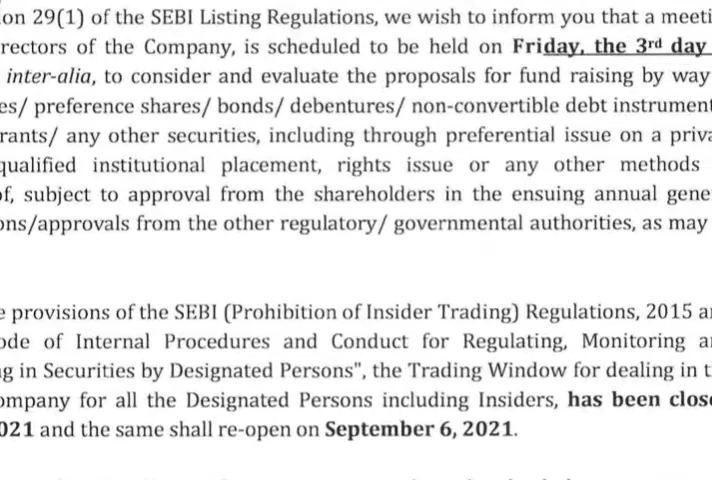 on 29(1) of the SEBI Listing Regulations, we wish to inform you that a meeti
rectors of the Company, is scheduled to be held on Friday, the 3rd day
inter-alia, to consider and evaluate the proposals for fund raising by way
es/ preference shares/ bonds/ debentures/ non-convertible debt instrument
rants/ any other securities, including through preferential issue on a priva
qualified institutional placement, rights issue or any other methods
of, subject to approval from the shareholders in the ensuing annual gene
ons/approvals from the other regulatory/ governmental authorities, as may
e provisions of the SEBI (Prohibition of Insider Trading) Regulations, 2015 a
ode of Internal Procedures and Conduct for Regulating, Monitoring a
g in Securities by Designated Persons", the Trading Window for dealing in t
ompany for all the Designated Persons including Insiders, has been close
021 and the same shall re-open on September 6, 2021.